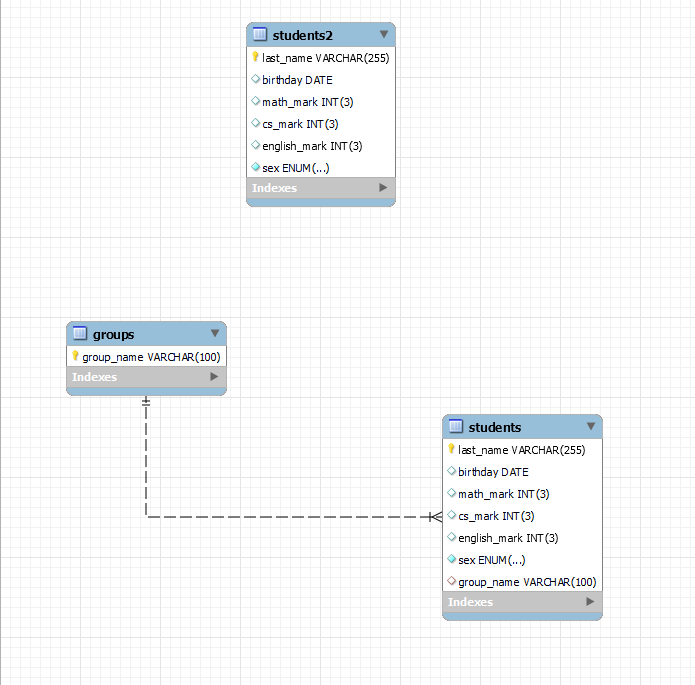 students2
last_name VARCHAR(255)
birthday DATE
math_mark INT(3)
cs_mark INT(3)
english_mark INT(3)
sex ENUM(...)
Indexes
groups
group_name VARCHAR(100)
Indexes
students
last_name VARCHAR(255)
birthday DATE
math_mark INT(3)
cs_mark INT(3)
english_mark INT(3)
sex ENUM(...)
group_name VARCHAR(100)
Indexes